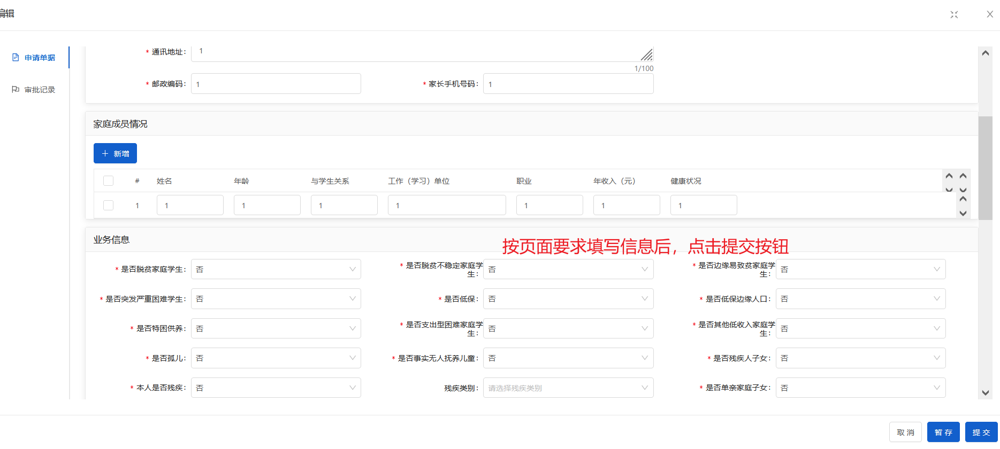 编辑
申请单据
审批记录
* 通讯地址： 1
1/100
* 邮政编码： 1 * 家长手机号码： 1
家庭成员情况
+ 新增
# 姓名 年龄 与学生关系 工作（学习）单位 职业 年收入（元） 健康状况
1 1 1 1 1 1 1 1
业务信息
按页面要求填写信息后，点击提交按钮
* 是否脱贫家庭学生： 否 * 是否脱贫不稳定家庭学生： 否 * 是否边缘易致贫家庭学生： 否
* 是否突发严重困难学生： 否 * 是否低保： 否 * 是否低保边缘人口： 否
* 是否特困供养： 否 * 是否支出型困难家庭学生： 否 * 是否其他低收入家庭学生： 否
* 是否孤儿： 否 * 是否事实无人抚养儿童： 否 * 是否残疾人子女： 否
* 本人是否残疾： 否 残疾类别： 请选择残疾类别 * 是否单亲家庭子女： 否
取 消 暂 存 提 交